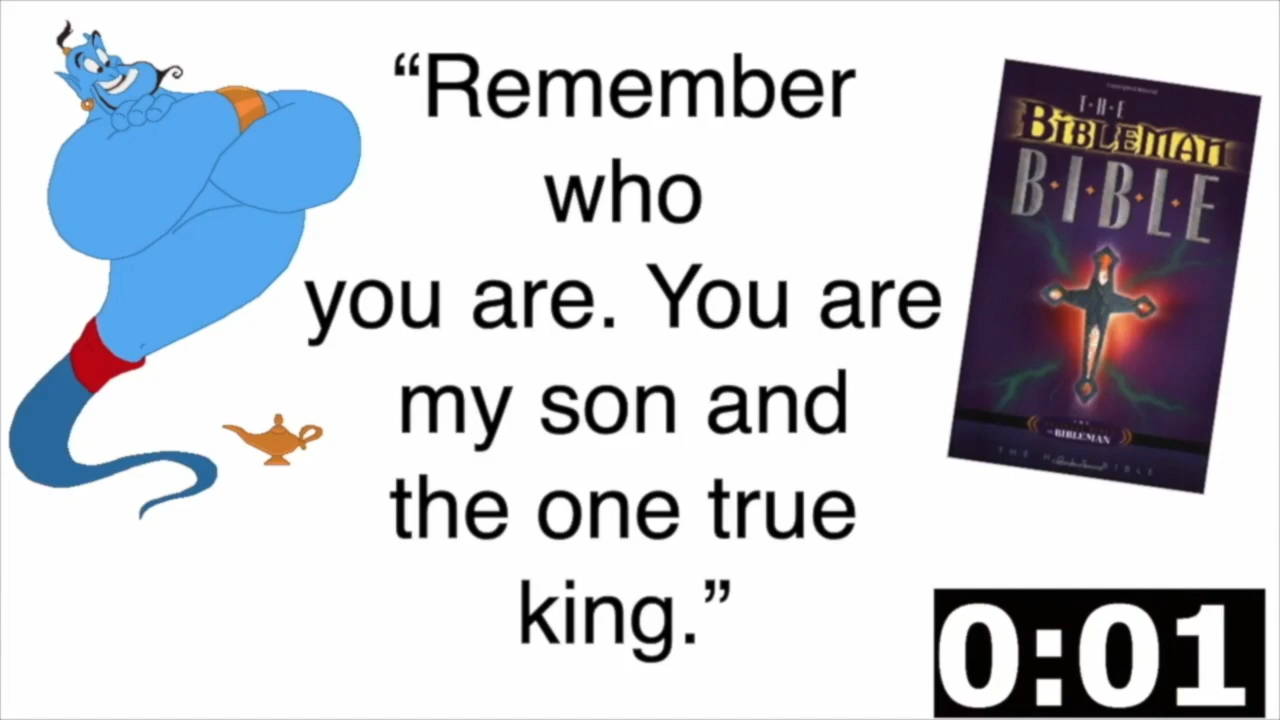 “Remember
who
you are. You are
my son and
the one true
king.”
THE
BIBLEMAN
BIBLE
BIBLEMAN
0:01